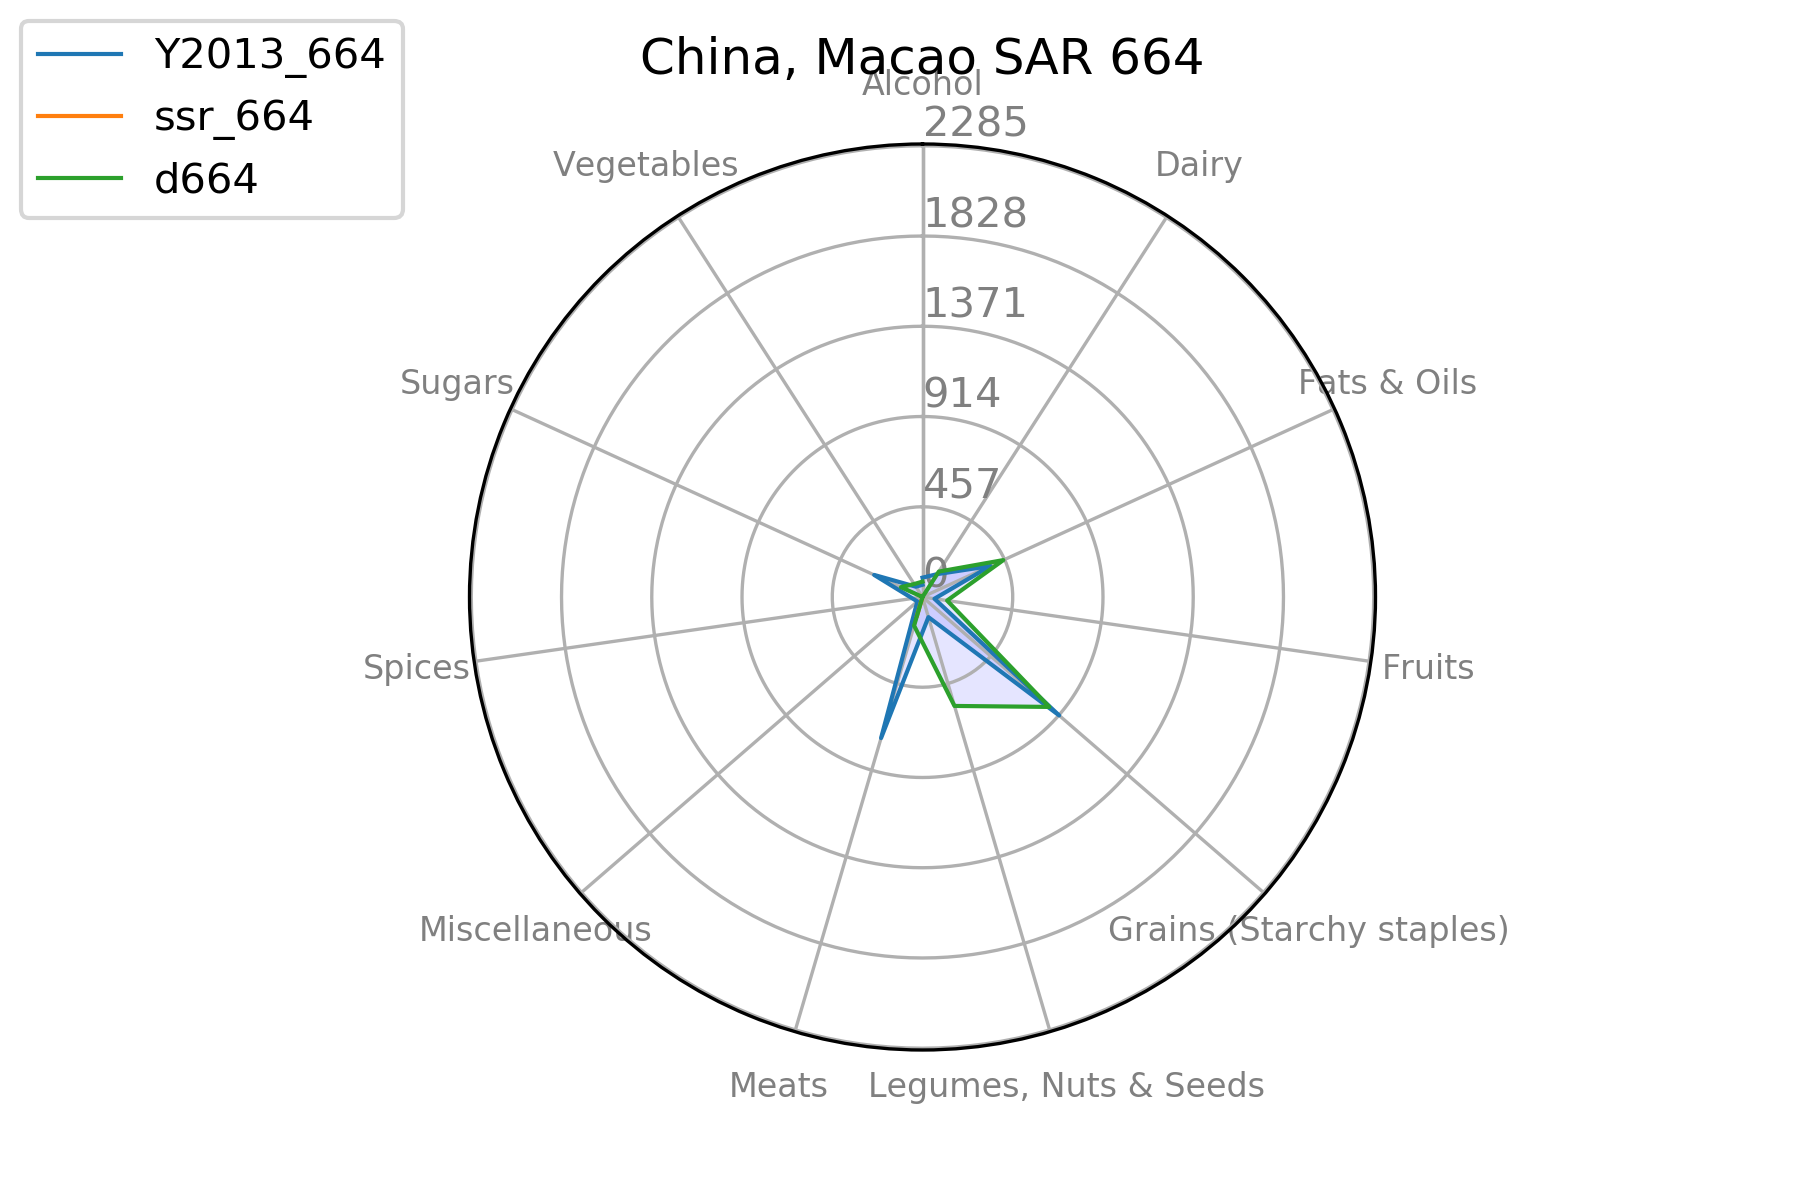 Y2013_664
ssr_664
d664
China, Macao SAR 664
Alcohol
2285
Vegetables
Dairy
1828
1371
Sugars
Fats & Oils
914
457
0
Spices
Fruits
Miscellaneous
Grains (Starchy staples)
Meats
Legumes, Nuts & Seeds